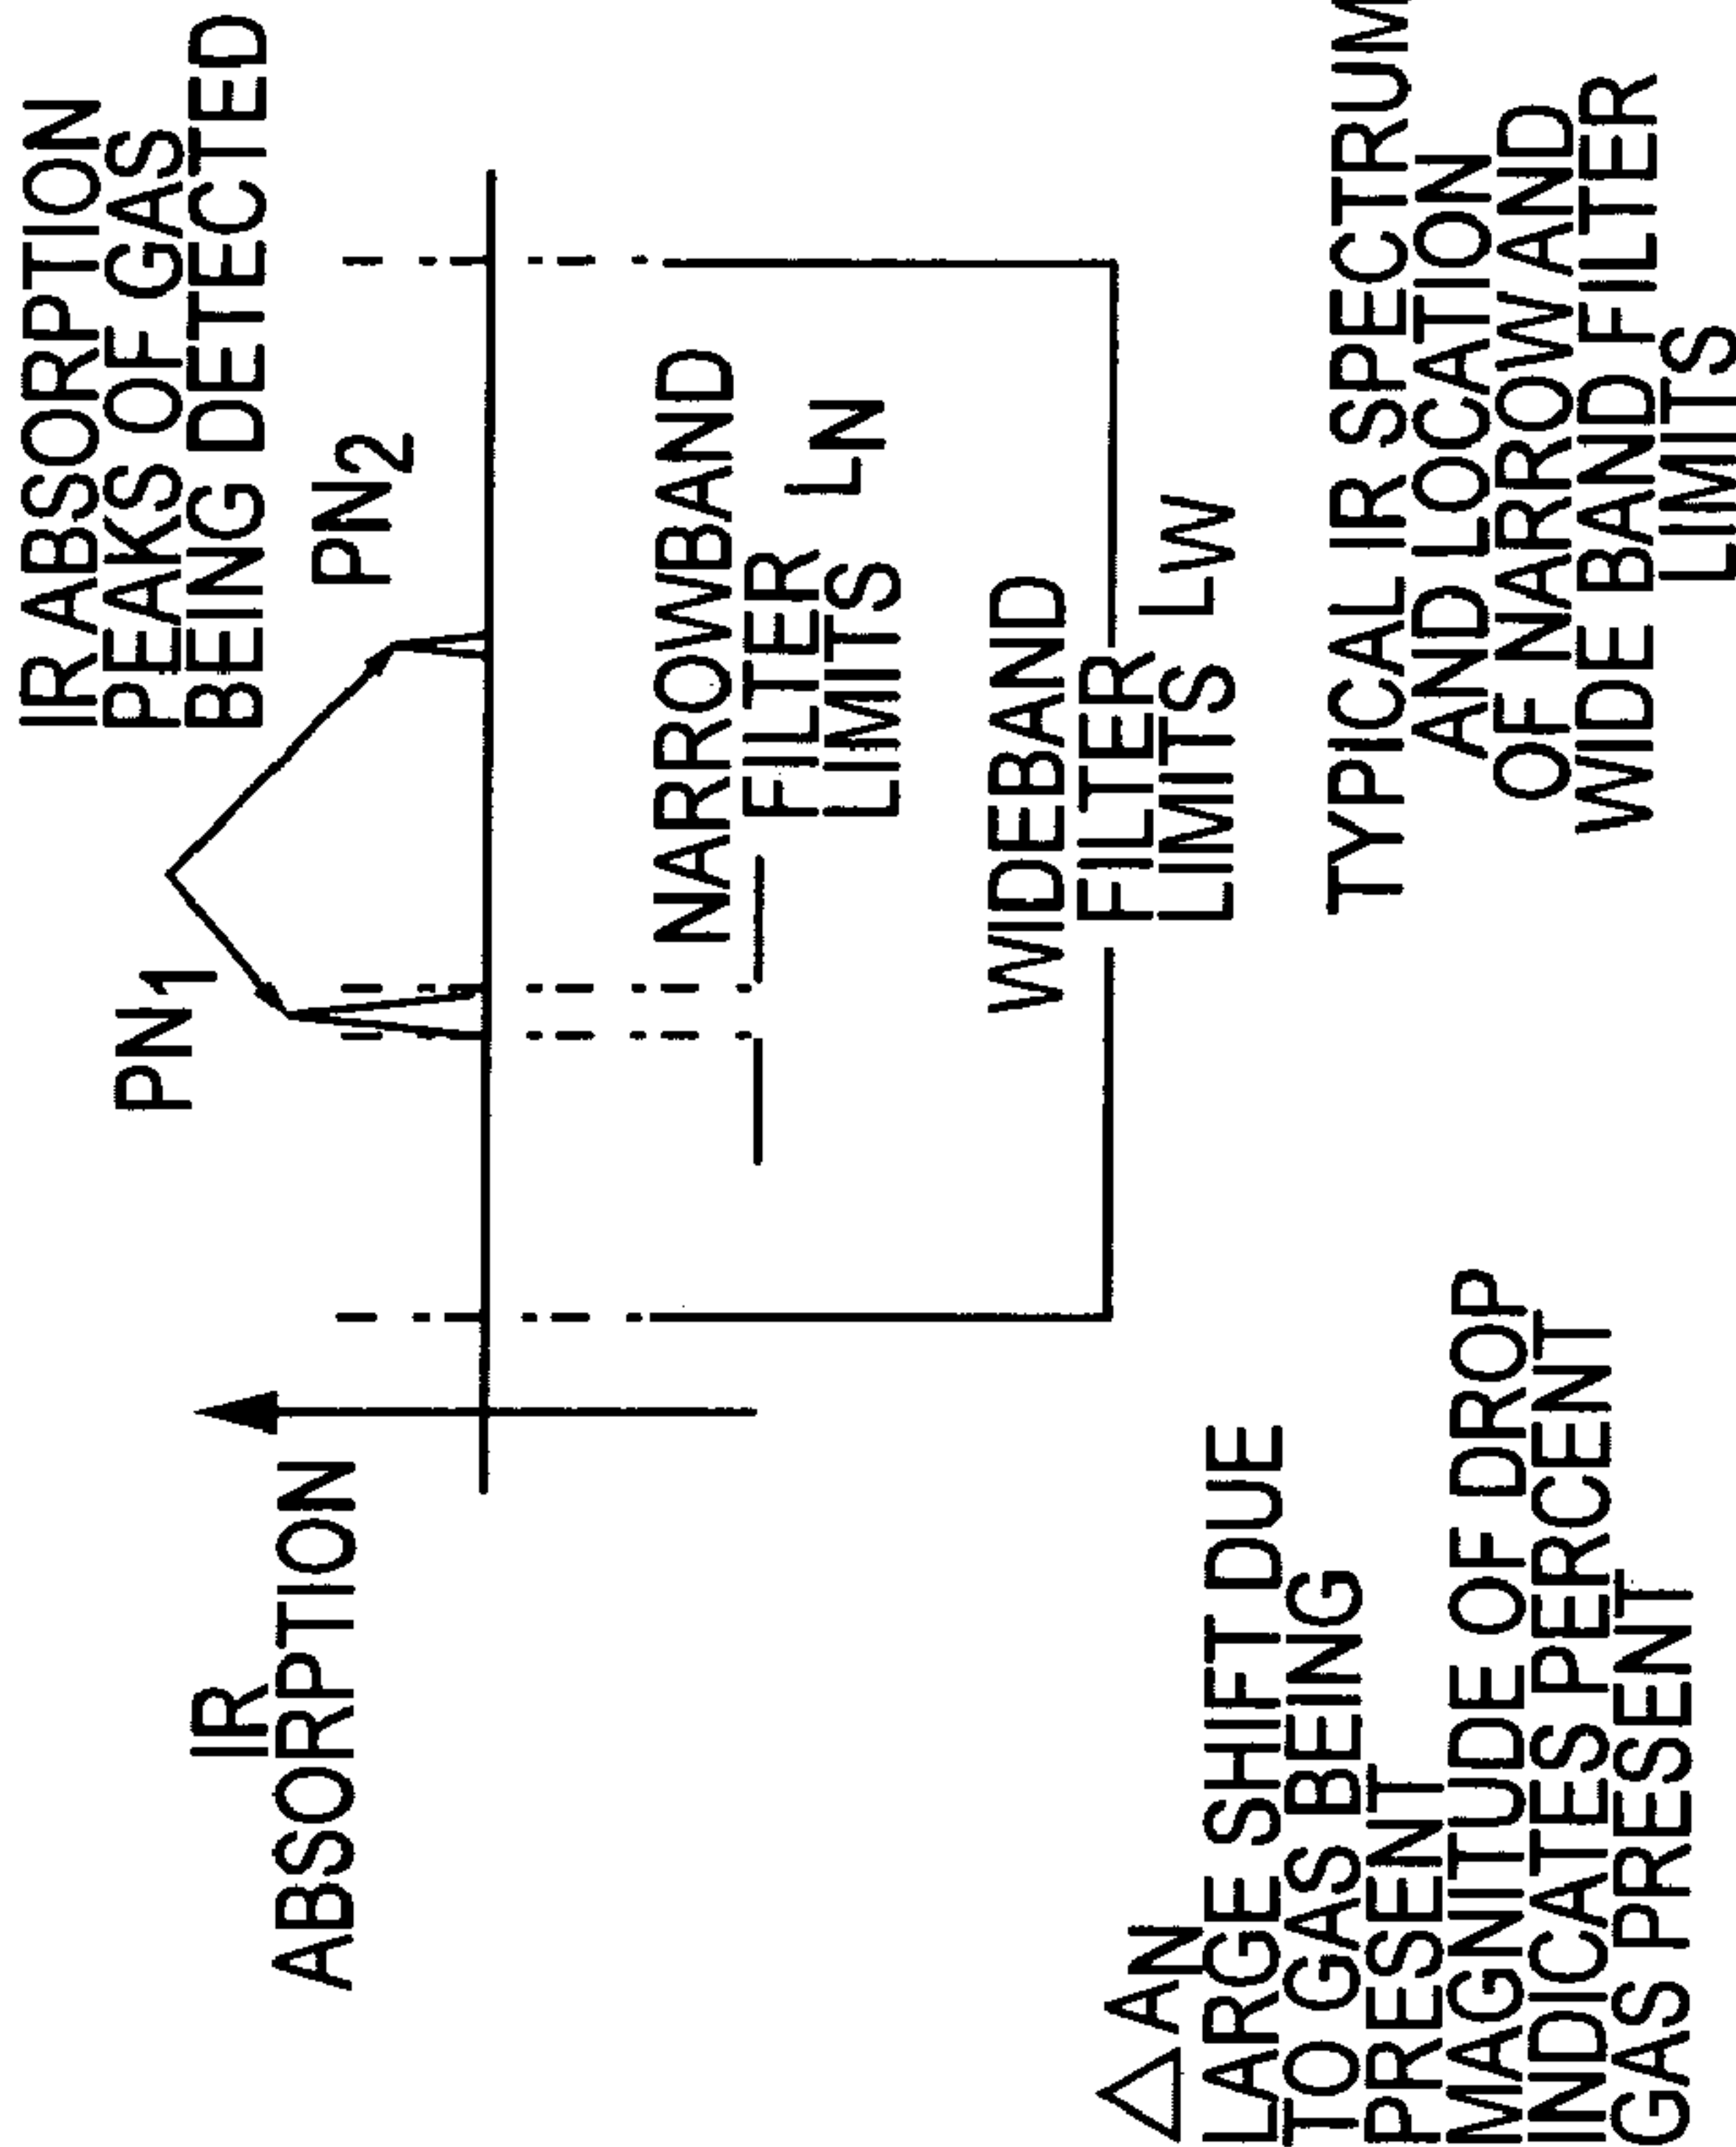 IR ABSORPTION
PEAKS OF GAS
BEING DETECTED
PN1
PN2
IR
ABSORPTION
NARROWBAND
FILTER
LIMITS LN
WIDEBAND
FILTER
LIMITS LW
△ AN
LARGE SHIFT DUE
TO GAS BEING
PRESENT
MAGNITUDE OF DROP
INDICATES PERCENT
GAS PRESENT
TYPICAL IR SPECTRUM
AND LOCATION
OF NARROW AND
WIDE BAND FILTER
LIMITS